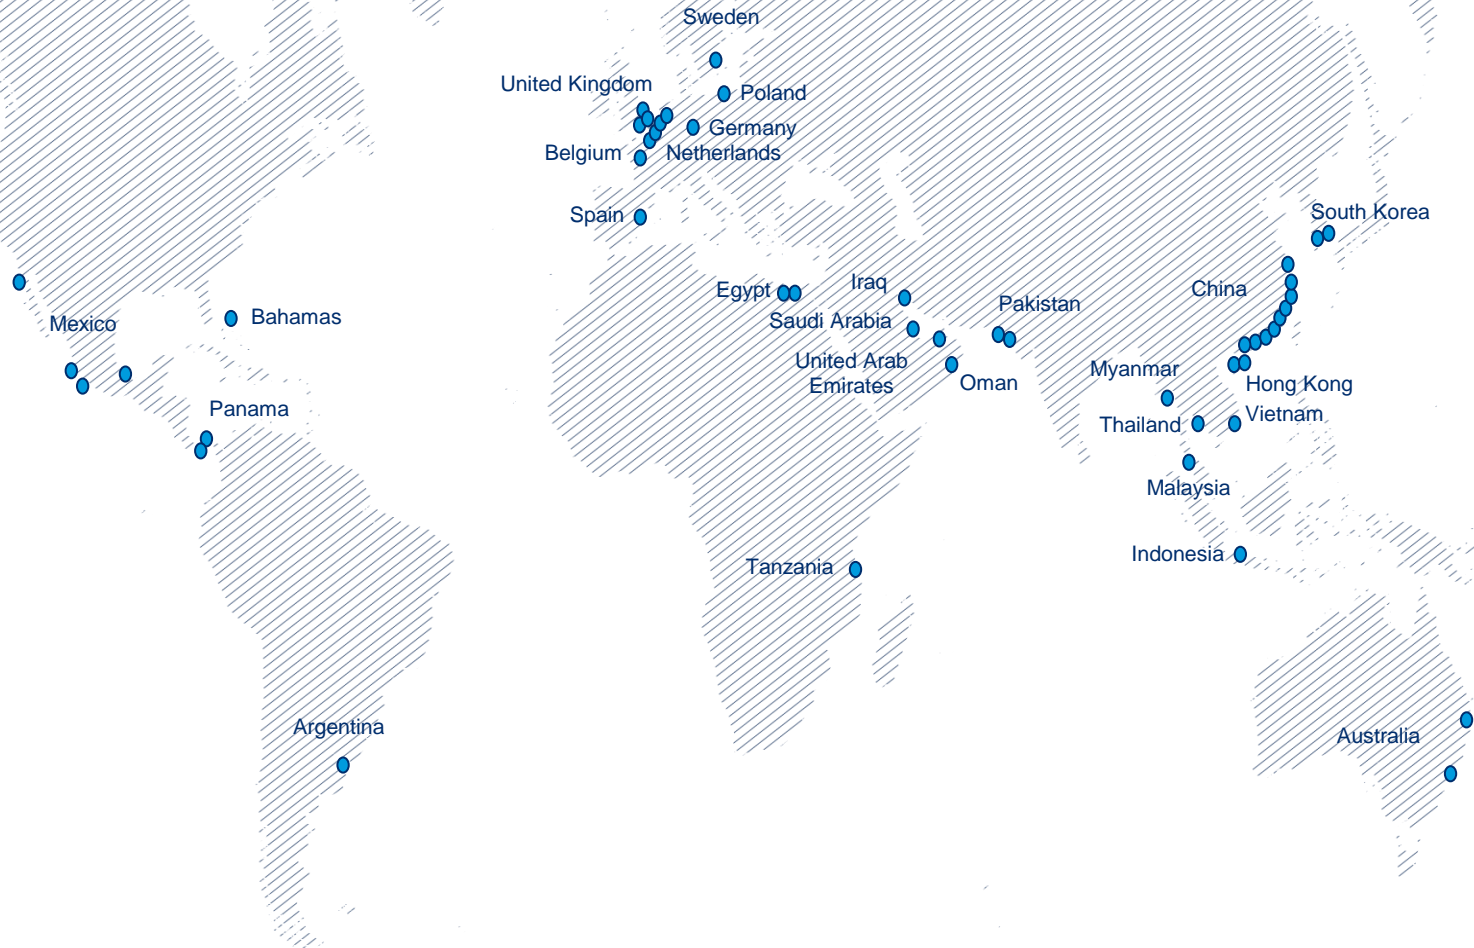 Sweden
United Kingdom
Poland
Germany
Belgium
Netherlands
Spain
South Korea
Egypt
Iraq
China
Pakistan
Saudi Arabia
Bahamas
Mexico
United Arab
Emirates
Oman
Myanmar
Hong Kong
Panama
Vietnam
Thailand
Malaysia
Indonesia
Tanzania
Argentina
Australia